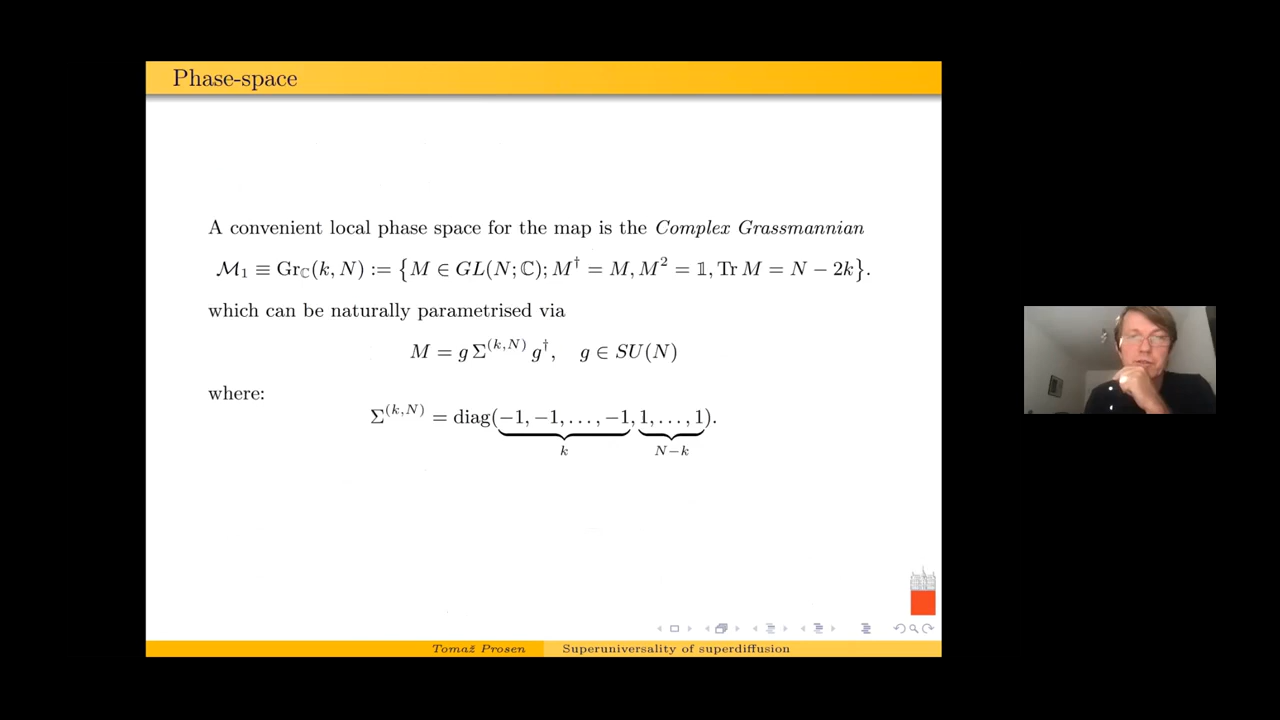 Phase-space
A convenient local phase space for the map is the Complex Grassmannian
ℳ₁ ≡ Gr_ℂ(k, N) := {M ∈ GL(N; ℂ); M† = M, M² = 𝟙, Tr M = N − 2k}.
which can be naturally parametrised via
M = g Σ^(k,N) g†, g ∈ SU(N)
where:
Σ^(k,N) = diag(−1, −1, . . . , −1, 1, . . . , 1).
k N−k
Tomaž Prosen Superuniversality of superdiffusion